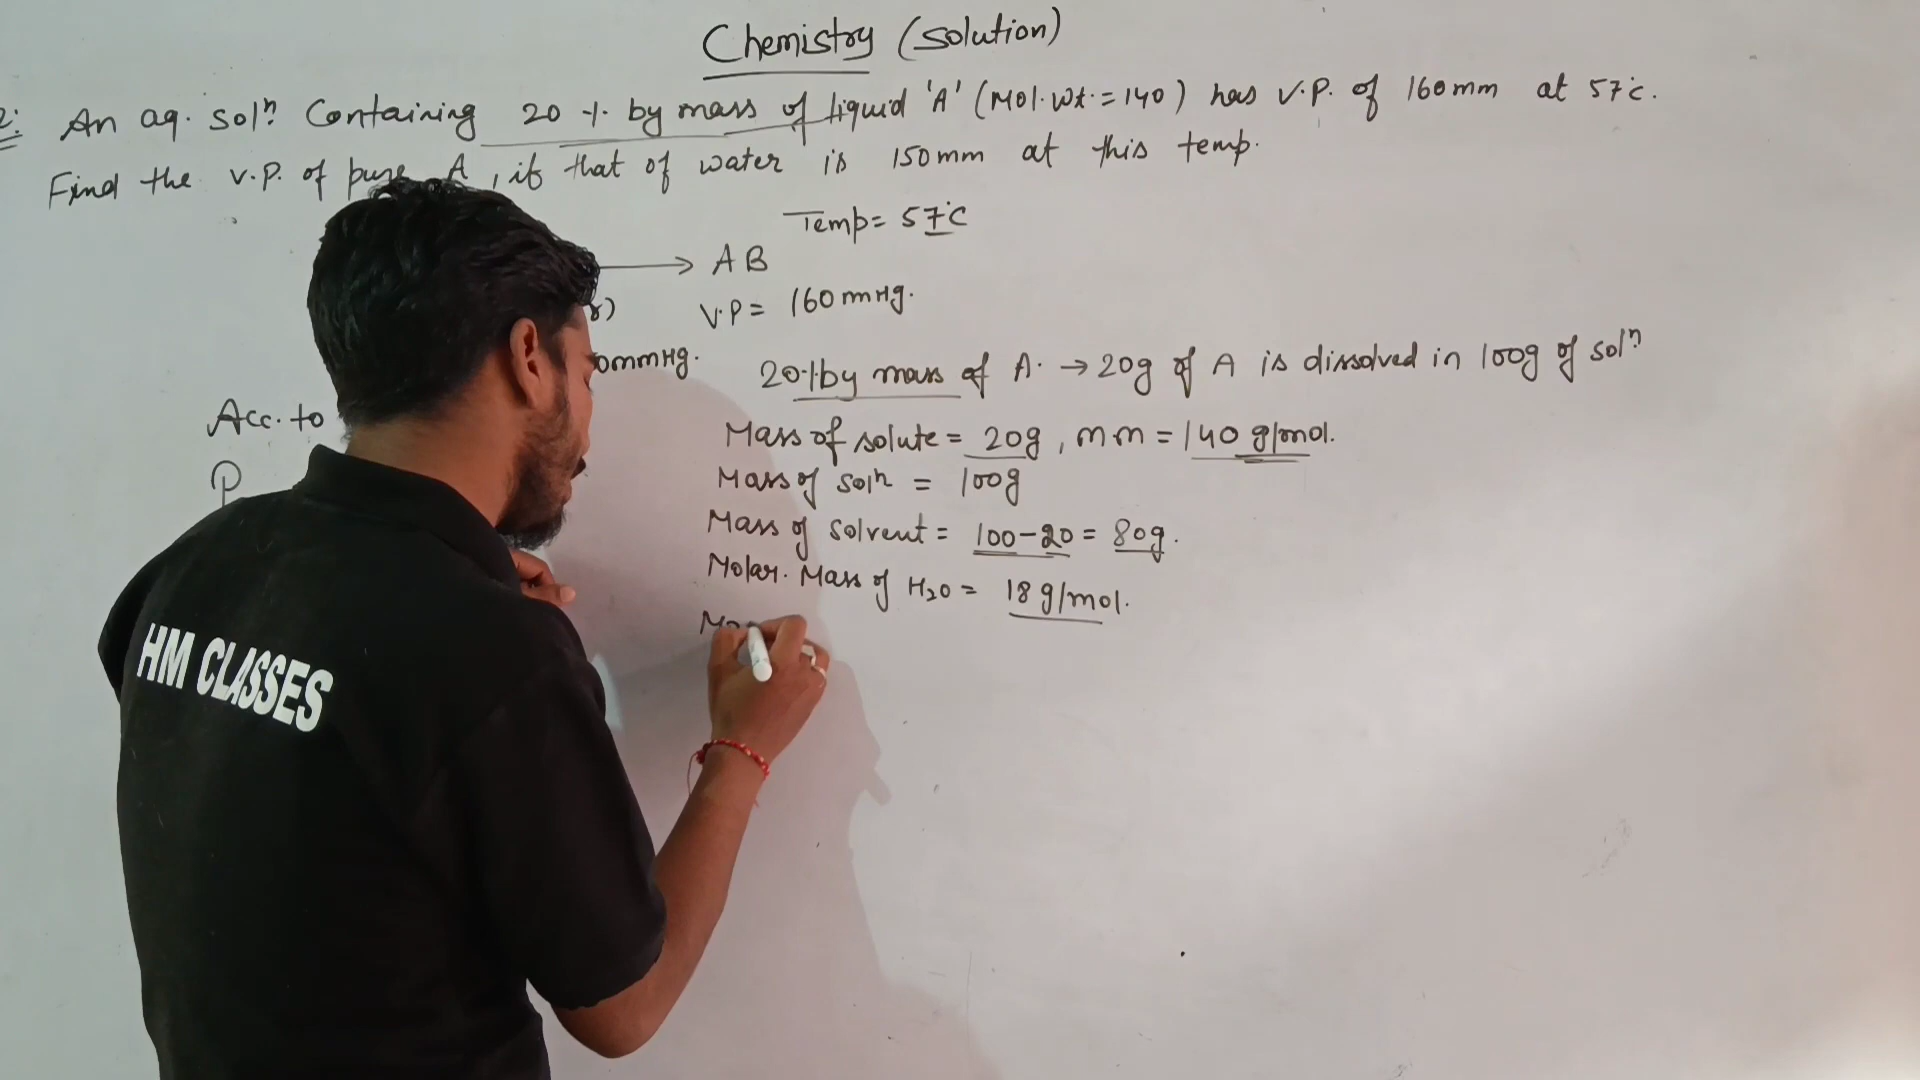 Chemistry (solution)
An aq. solⁿ. Containing 20 %. by mass of liquid 'A' (Mol. wt. = 140) has V.P. of 160mm at 57°c.
Find the v.p. of pure A, if that of water is 150mm at this temp.
Temp = 57°C
→ A B
V.P = 160 mHg.
mmHg.
20% by mass of A. → 20g of A is dissolved in 100g of solⁿ.
Acc. to
Mass of solute = 20g, mm = 140 g/mol.
P
Mass of solⁿ = 100g
Mass of solvent = 100-20 = 80g.
Molar. Mass of H₂O = 18 g/mol.
HM CLASSES